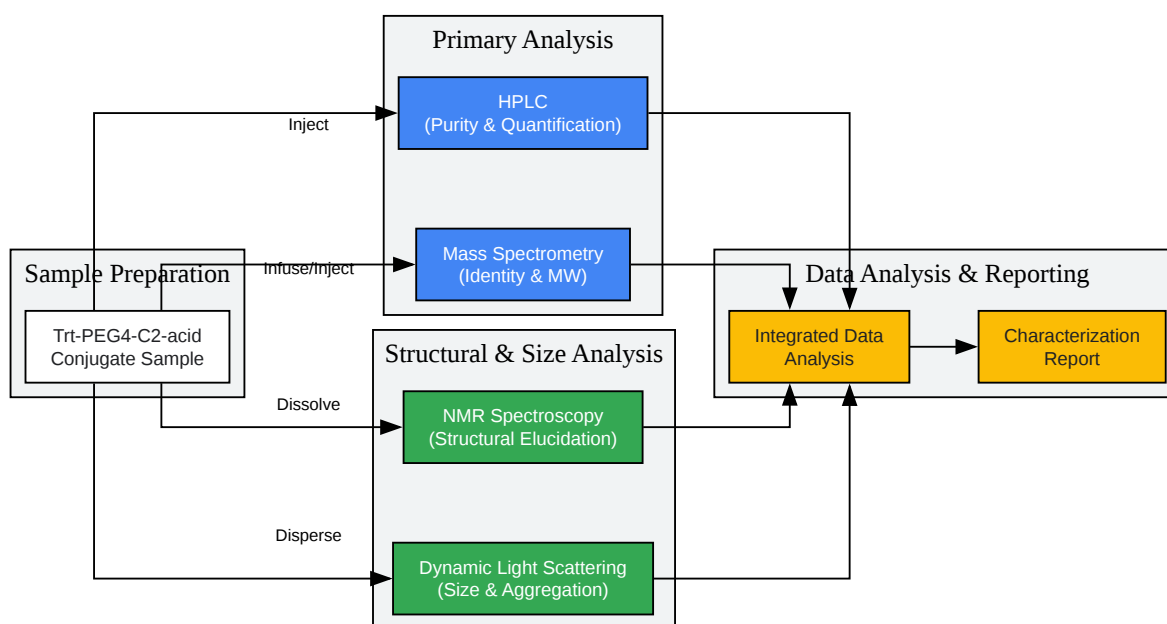 Primary Analysis
HPLC
(Purity & Quantification)
Inject
Mass Spectrometry
(Identity & MW)
Infuse/Inject
Sample Preparation
Trt-PEG4-C2-acid
Conjugate Sample
Data Analysis & Reporting
Integrated Data
Analysis
Characterization
Report
Structural & Size Analysis
Dissolve
NMR Spectroscopy
(Structural Elucidation)
Disperse
Dynamic Light Scattering
(Size & Aggregation)